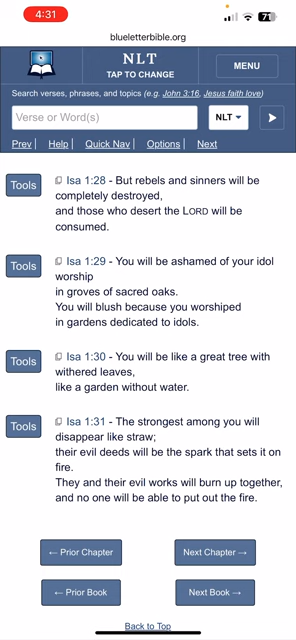 4:31
71
blueletterbible.org
NLT
TAP TO CHANGE
MENU
Search verses, phrases, and topics (e.g. John 3:16, Jesus faith love)
Verse or Word(s)
NLT
Prev | Help | Quick Nav | Options | Next
Tools
Isa 1:28 - But rebels and sinners will be
completely destroyed,
and those who desert the LORD will be
consumed.
Tools
Isa 1:29 - You will be ashamed of your idol
worship
in groves of sacred oaks.
You will blush because you worshiped
in gardens dedicated to idols.
Tools
Isa 1:30 - You will be like a great tree with
withered leaves,
like a garden without water.
Tools
Isa 1:31 - The strongest among you will
disappear like straw;
their evil deeds will be the spark that sets it on
fire.
They and their evil works will burn up together,
and no one will be able to put out the fire.
← Prior Chapter
Next Chapter →
← Prior Book
Next Book →
Back to Top